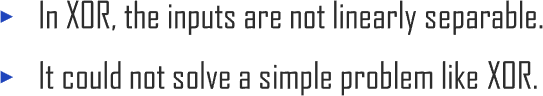 In XOR, the inputs are not linearly separable.
It could not solve a simple problem like XOR.